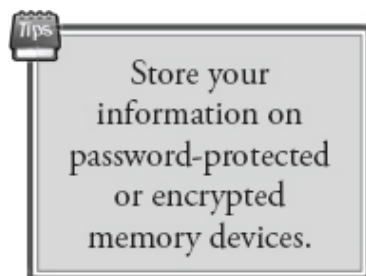 Tips
Store your
information on
password-protected
or encrypted
memory devices.